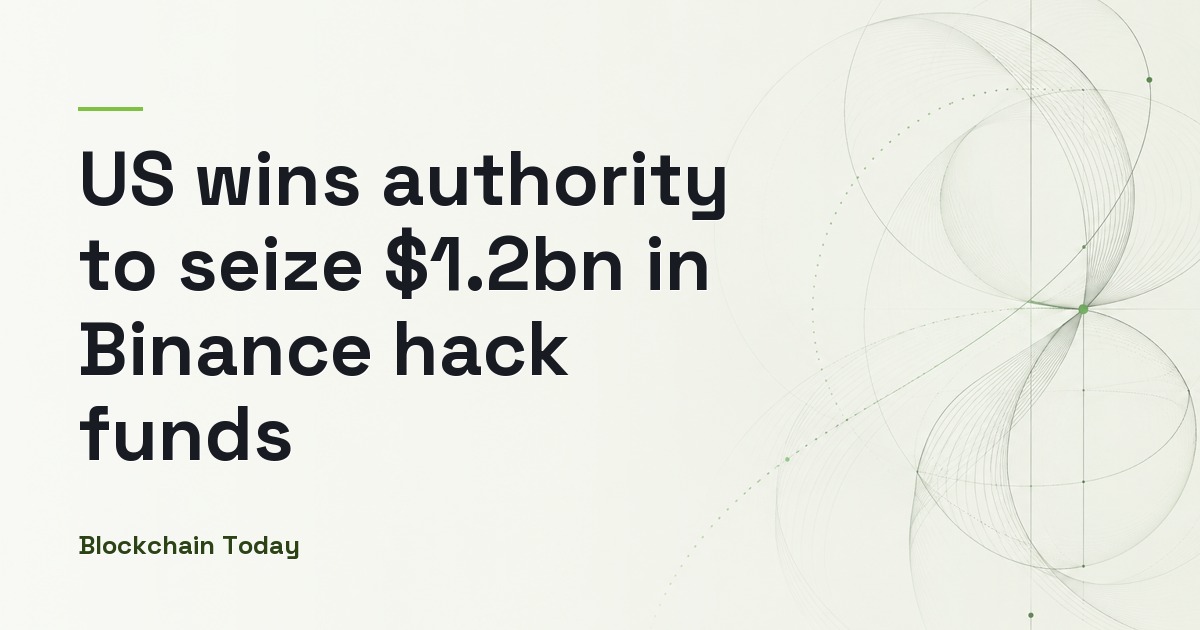 US wins authority
to seize $1.2bn in
Binance hack
funds
Blockchain Today